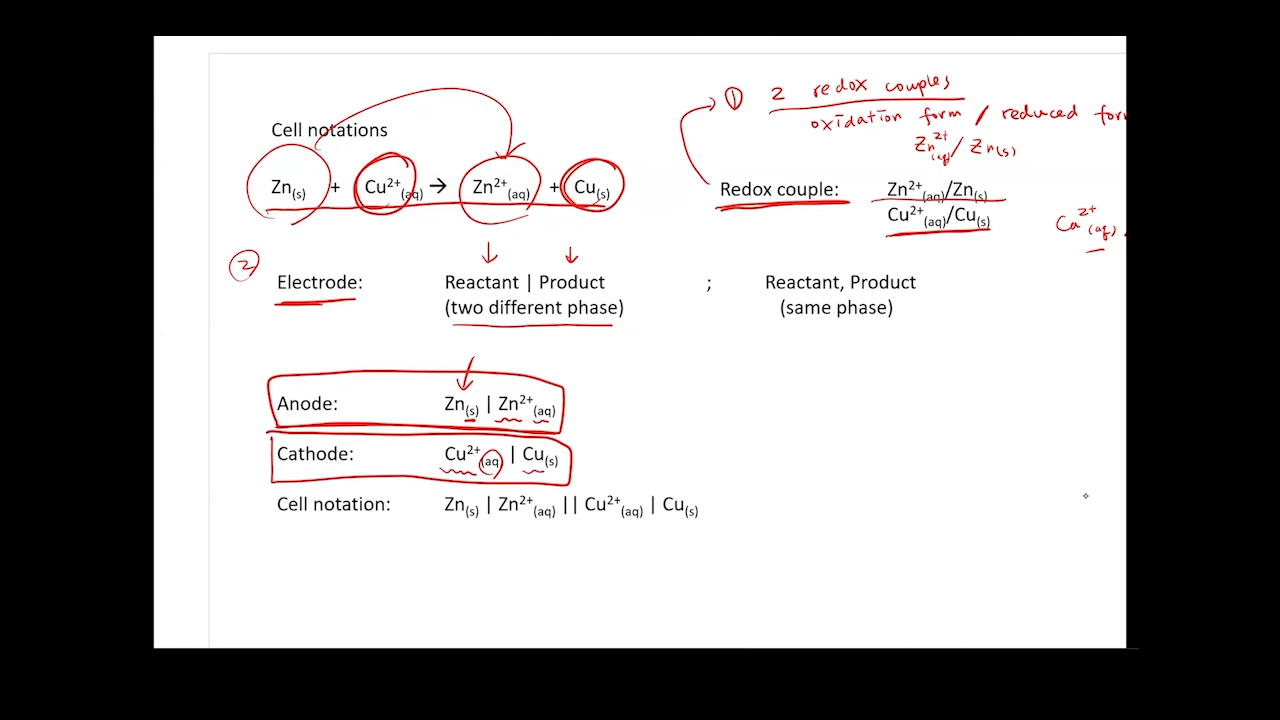 ① 2 redox couples
oxidation form / reduced for
Zn²⁺(aq) / Zn(s)
Cell notations
Zn(s) + Cu²⁺(aq) → Zn²⁺(aq) + Cu(s)
Redox couple: Zn²⁺(aq)/Zn(s)
Cu²⁺(aq)/Cu(s)
Ca²⁺(aq)
②
Electrode: Reactant | Product ; Reactant, Product
(two different phase) (same phase)
Anode: Zn(s) | Zn²⁺(aq)
Cathode: Cu²⁺(aq) | Cu(s)
Cell notation: Zn(s) | Zn²⁺(aq) || Cu²⁺(aq) | Cu(s)